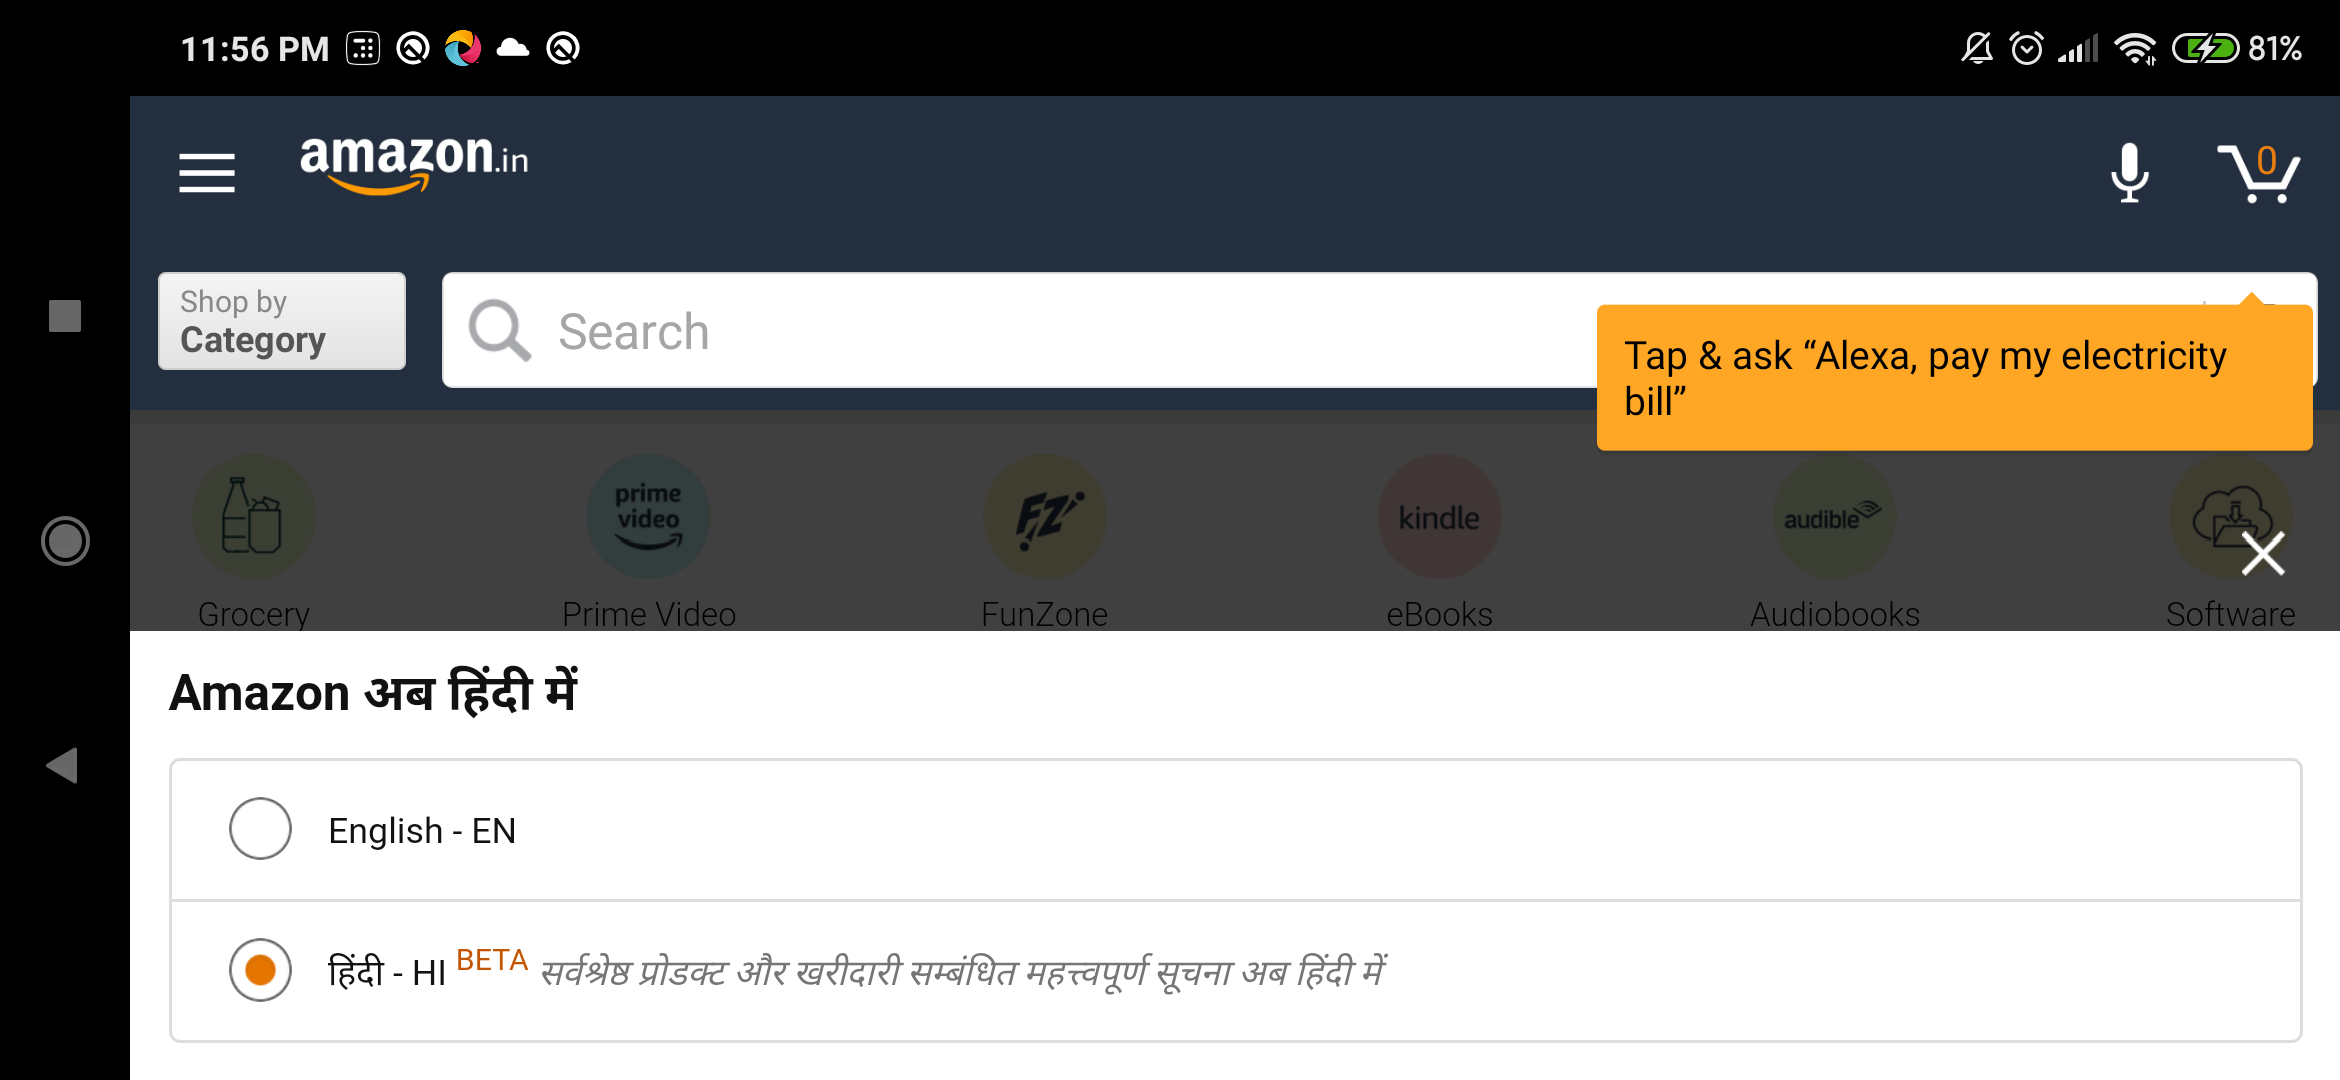 11:56 PM
81%
amazon.in
0
Shop by
Category
Search
Tap & ask “Alexa, pay my electricity
bill”
prime
video
FZ
kindle
audible
Grocery
Prime Video
FunZone
eBooks
Audiobooks
Software
Amazon अब हिंदी में
English - EN
हिंदी - HI BETA सर्वश्रेष्ठ प्रोडक्ट और खरीदारी सम्बंधित महत्त्वपूर्ण सूचना अब हिंदी में